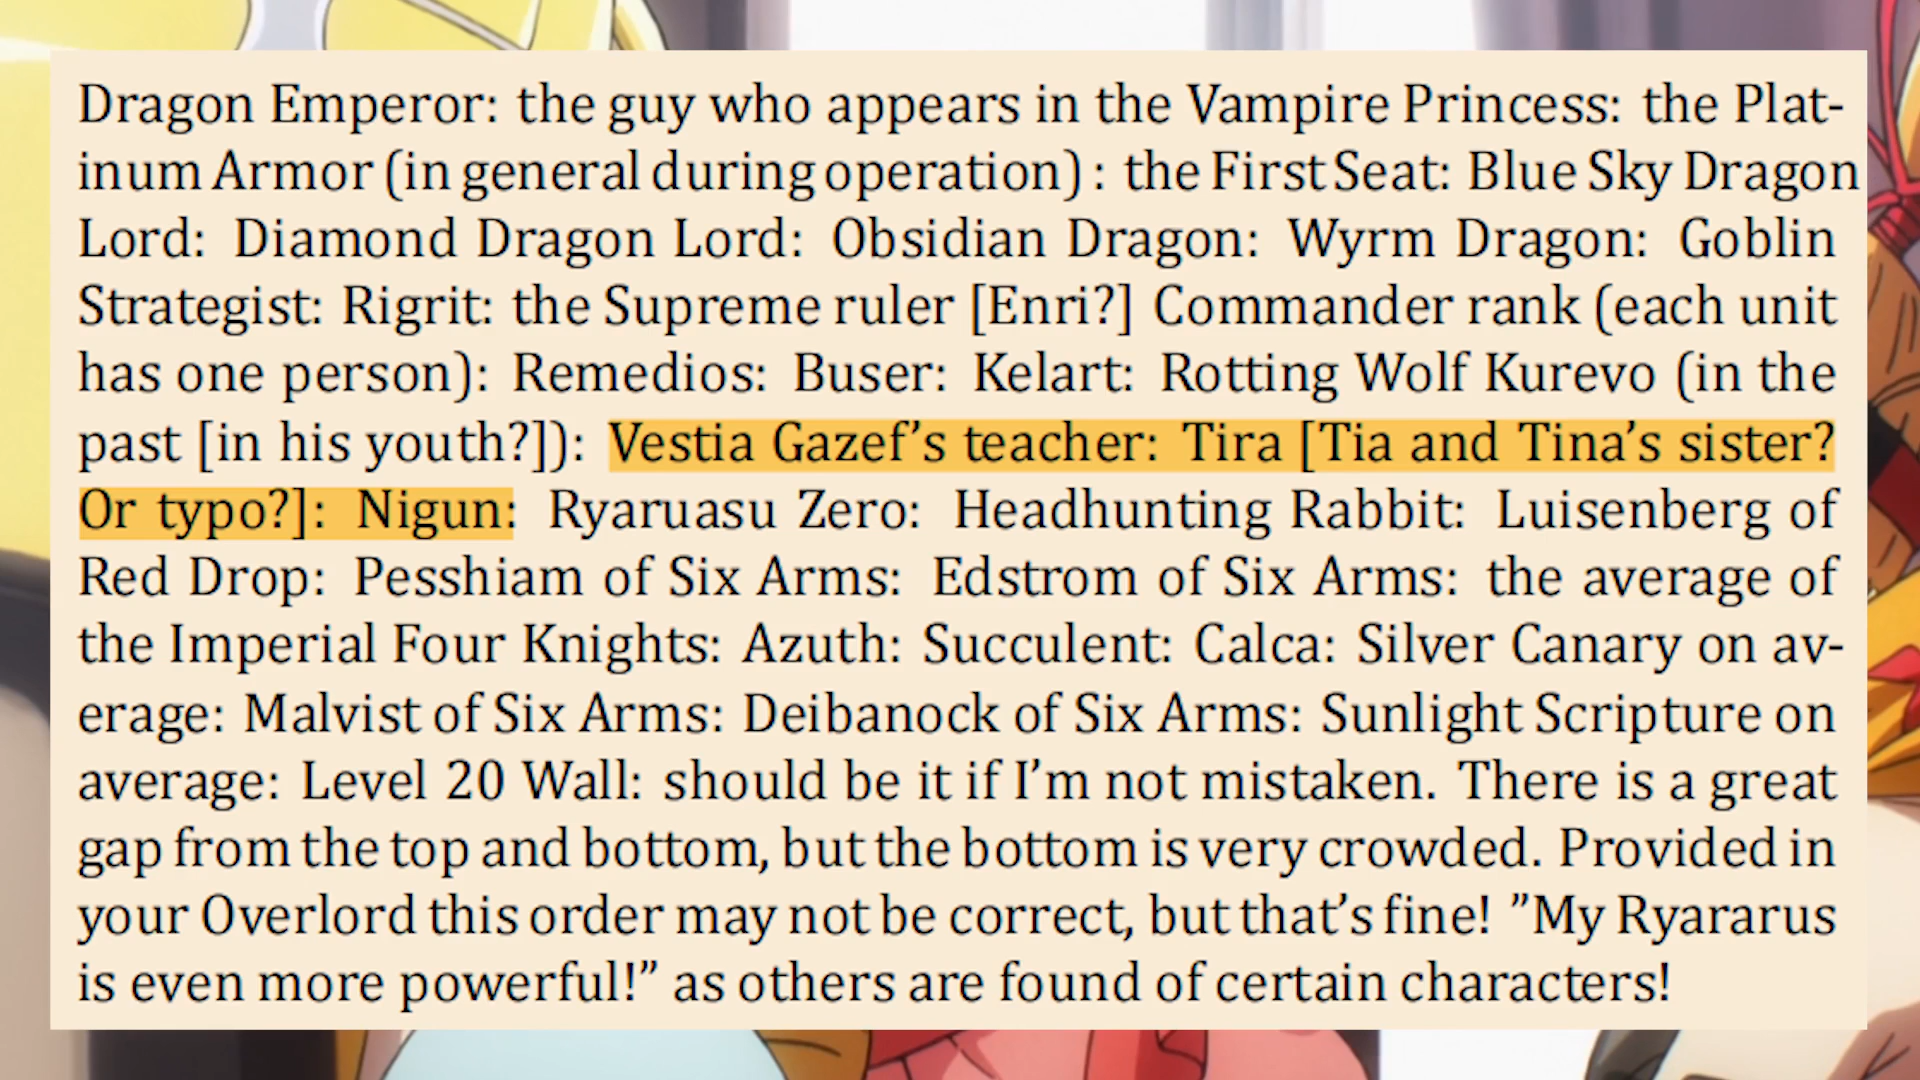 Dragon Emperor: the guy who appears in the Vampire Princess: the Plat-
inum Armor (in general during operation) : the First Seat: Blue Sky Dragon
Lord: Diamond Dragon Lord: Obsidian Dragon: Wyrm Dragon: Goblin
Strategist: Rigrit: the Supreme ruler [Enri?] Commander rank (each unit
has one person): Remedios: Buser: Kelart: Rotting Wolf Kurevo (in the
past [in his youth?]): Vestia Gazef’s teacher: Tira [Tia and Tina’s sister?
Or typo?]: Nigun: Ryaruasu Zero: Headhunting Rabbit: Luisenberg of
Red Drop: Pesshiam of Six Arms: Edstrom of Six Arms: the average of
the Imperial Four Knights: Azuth: Succulent: Calca: Silver Canary on av-
erage: Malvist of Six Arms: Deibanock of Six Arms: Sunlight Scripture on
average: Level 20 Wall: should be it if I’m not mistaken. There is a great
gap from the top and bottom, but the bottom is very crowded. Provided in
your Overlord this order may not be correct, but that’s fine! ”My Ryararus
is even more powerful!” as others are found of certain characters!